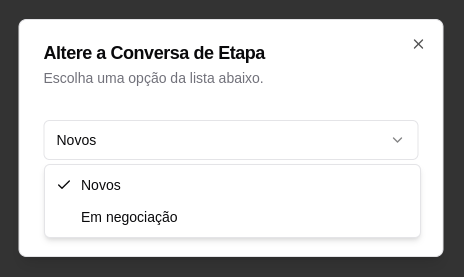 Altere a Conversa de Etapa
Escolha uma opção da lista abaixo.
Novos
Novos
Em negociação